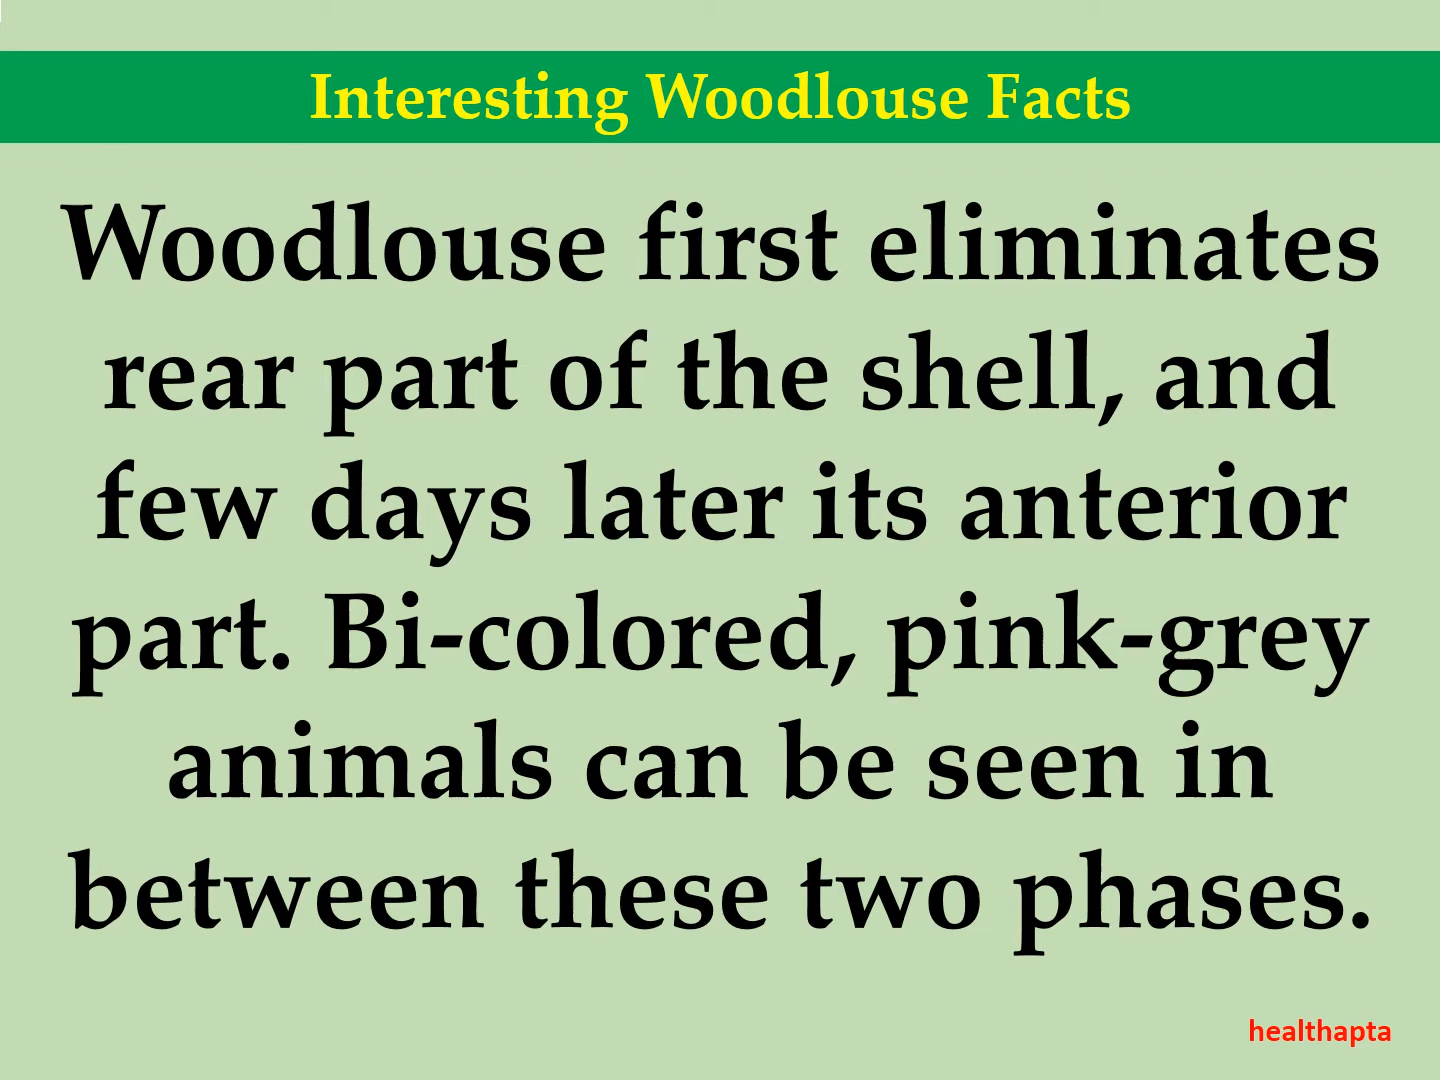 Interesting Woodlouse Facts
Woodlouse first eliminates
rear part of the shell, and
few days later its anterior
part. Bi-colored, pink-grey
animals can be seen in
between these two phases.
healthapta